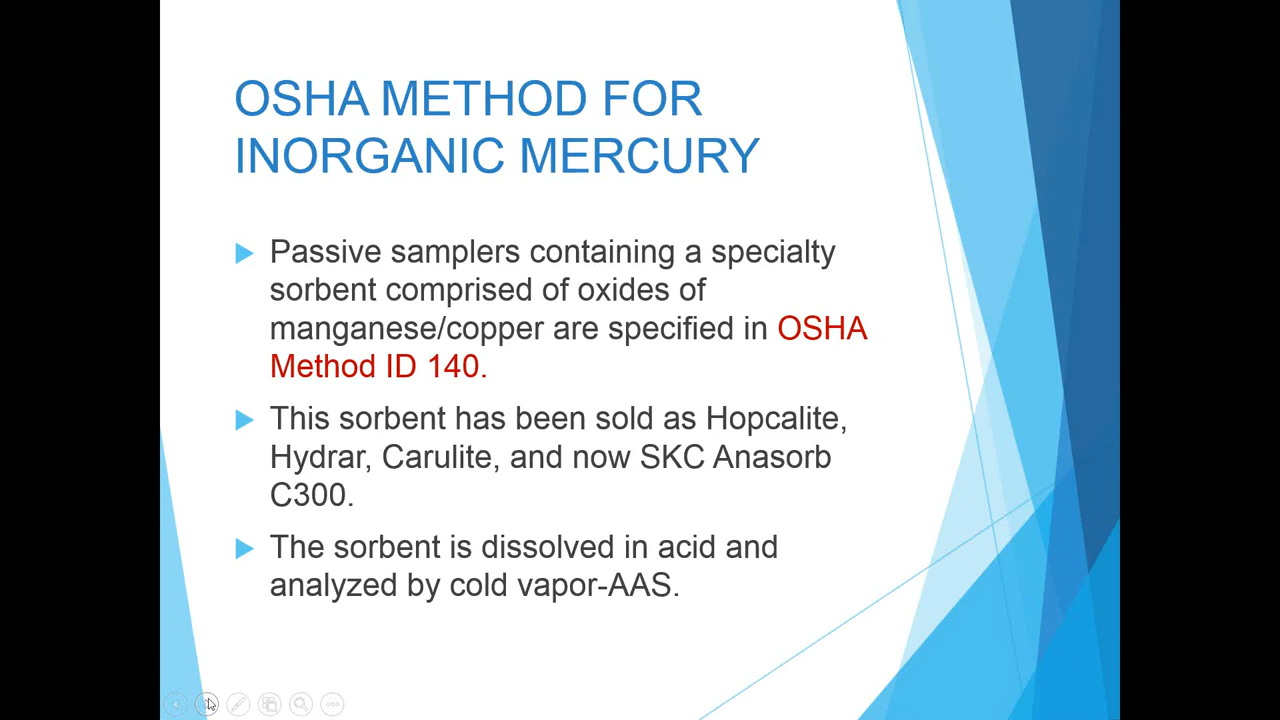 OSHA METHOD FOR
INORGANIC MERCURY
Passive samplers containing a specialty
sorbent comprised of oxides of
manganese/copper are specified in OSHA
Method ID 140.
This sorbent has been sold as Hopcalite,
Hydrar, Carulite, and now SKC Anasorb
C300.
The sorbent is dissolved in acid and
analyzed by cold vapor-AAS.